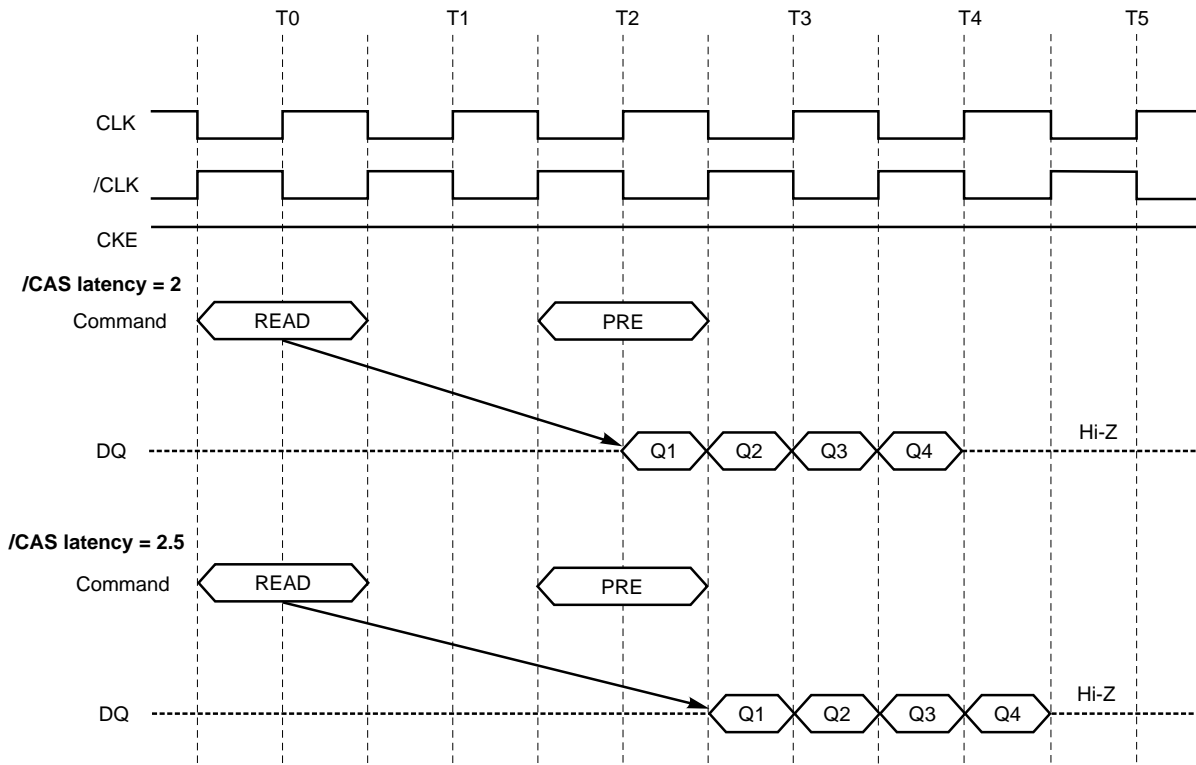 T0 T1 T2 T3 T4 T5
CLK
/CLK
CKE
/CAS latency = 2
Command READ PRE
DQ Q1 Q2 Q3 Q4 Hi-Z
/CAS latency = 2.5
Command READ PRE
DQ Q1 Q2 Q3 Q4 Hi-Z